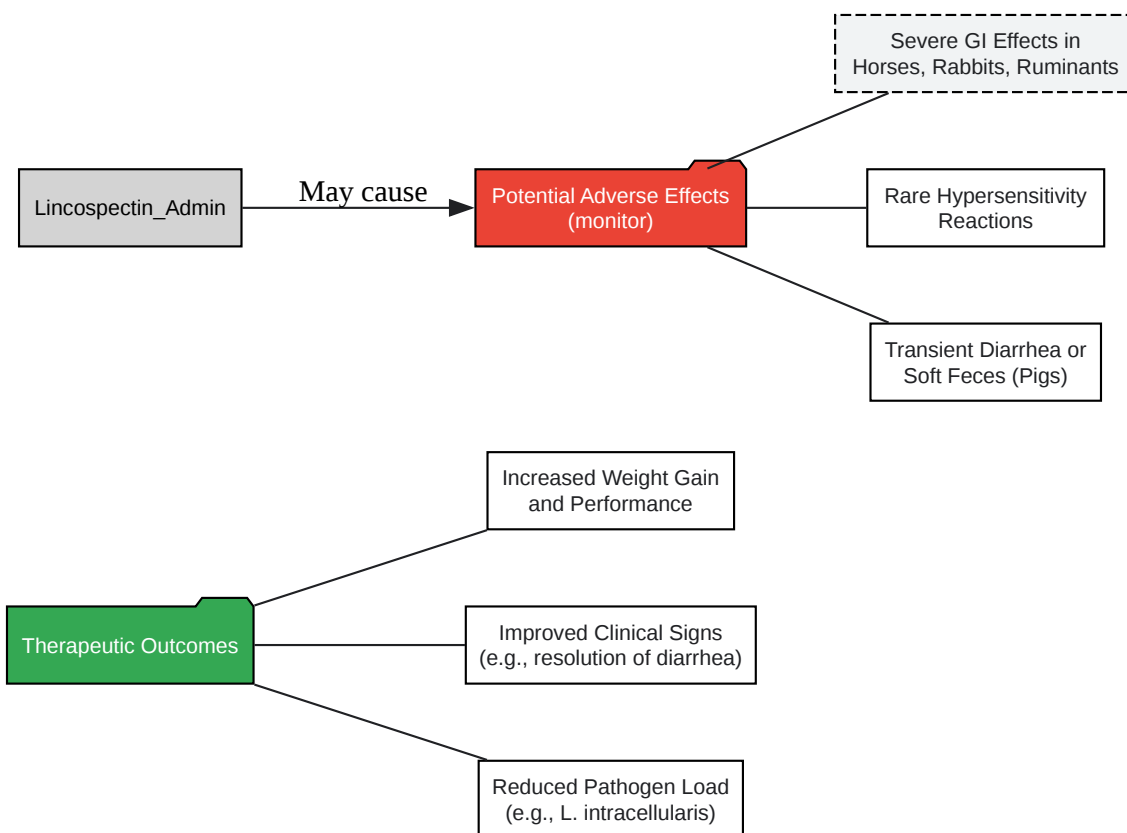 Severe GI Effects in
Horses, Rabbits, Ruminants
Lincospectin_Admin
May cause
Potential Adverse Effects
(monitor)
Rare Hypersensitivity
Reactions
Transient Diarrhea or
Soft Feces (Pigs)
Increased Weight Gain
and Performance
Therapeutic Outcomes
Improved Clinical Signs
(e.g., resolution of diarrhea)
Reduced Pathogen Load
(e.g., L. intracellularis)